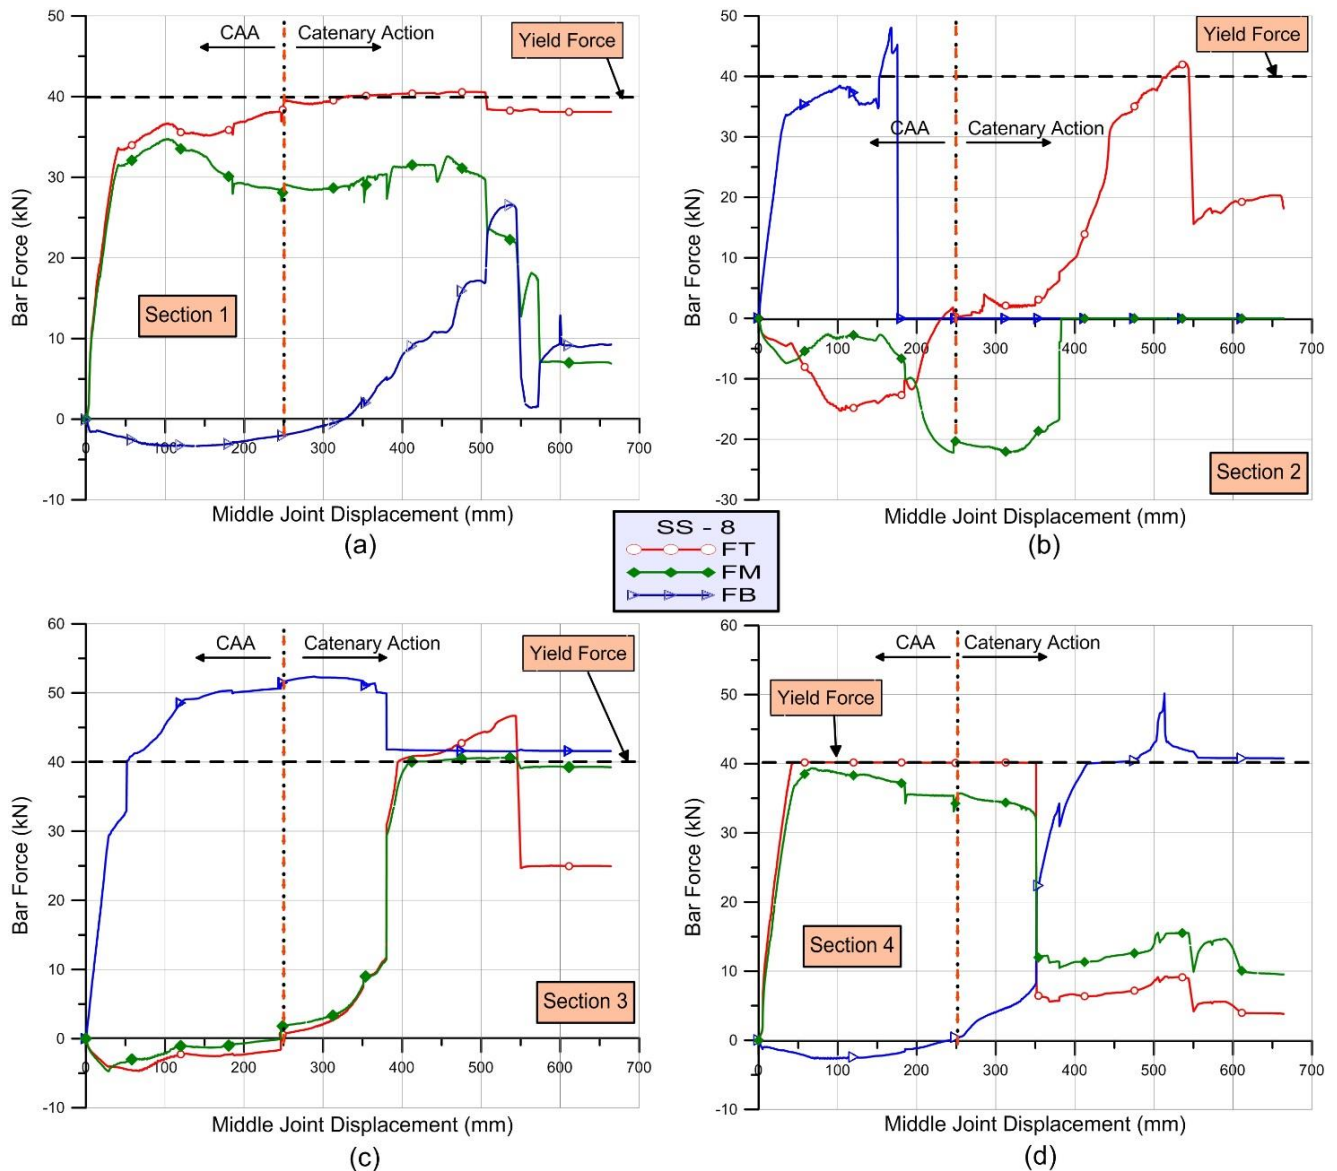 50
CAA
Catenary Action
Yield Force
40
30
20
10
0
-10
Bar Force (kN)
Section 1
0
100
200
300
400
500
600
700
Middle Joint Displacement (mm)
(a)
50
Yield Force
40
CAA
Catenary Action
30
20
10
0
-10
-20
-30
Bar Force (kN)
0
100
200
300
400
500
600
700
Section 2
Middle Joint Displacement (mm)
(b)
SS - 8
FT
FM
FB
60
CAA
Catenary Action
Yield Force
50
40
30
20
10
0
-10
Bar Force (kN)
Section 3
0
100
200
300
400
500
600
700
Middle Joint Displacement (mm)
(c)
60
CAA
Catenary Action
Yield Force
50
40
30
20
10
0
-10
Bar Force (kN)
Section 4
0
100
200
300
400
500
600
700
Middle Joint Displacement (mm)
(d)